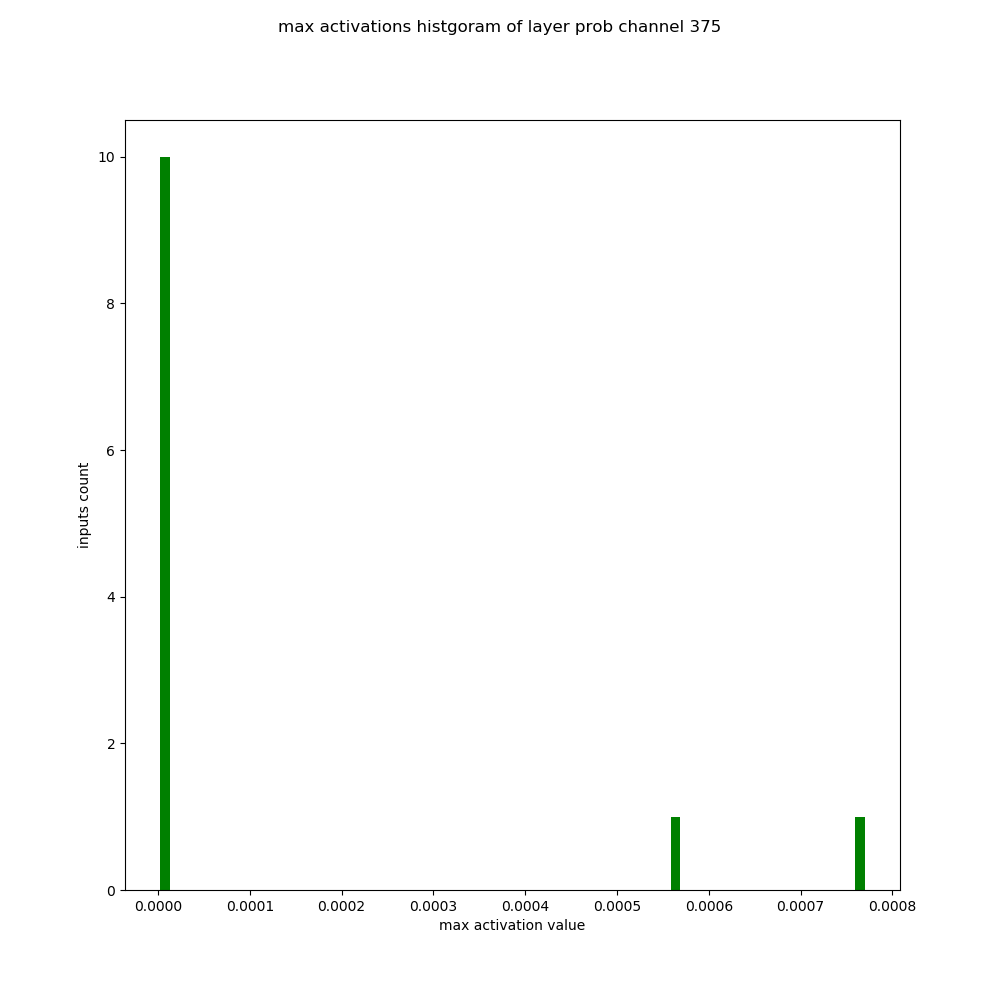 max activations histgoram of layer prob channel 375
10
8
6
4
2
0
inputs count
0.0000 0.0001 0.0002 0.0003 0.0004 0.0005 0.0006 0.0007 0.0008
max activation value